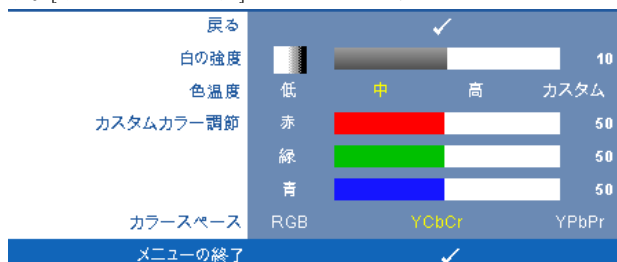 戻る
白の強度 10
色温度 低 中 高 カスタム
カスタムカラー調節 赤 50
緑 50
青 50
カラースペース RGB YCbCr YPbPr
メニューの終了